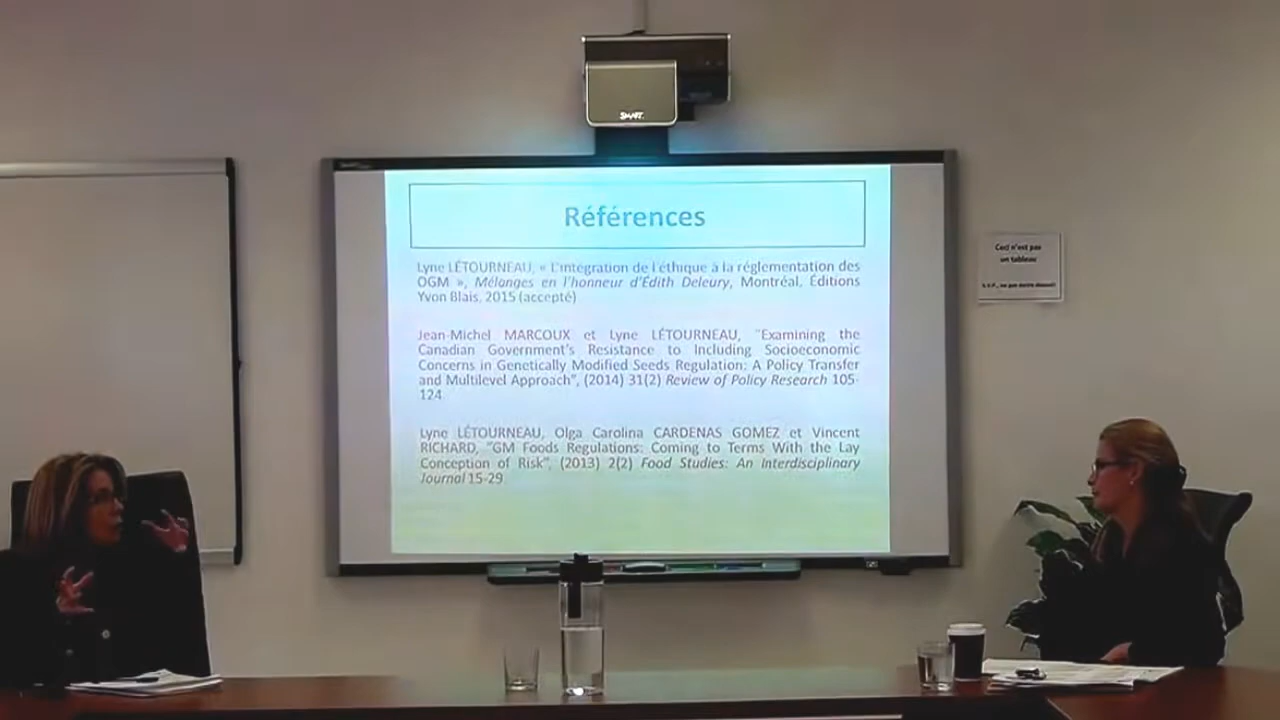 SMART
Références
Lyne LÉTOURNEAU, « L'intégration de l'éthique à la réglementation des
OGM », Mélanges en l'honneur d'Édith Deleury, Montréal, Éditions
Yvon Blais, 2015 (accepté)
Jean-Michel MARCOUX et Lyne LÉTOURNEAU, "Examining the
Canadian Government's Resistance to Including Socioeconomic
Concerns in Genetically Modified Seeds Regulation: A Policy Transfer
and Multilevel Approach", (2014) 31(2) Review of Policy Research 105-
124
Lyne LÉTOURNEAU, Olga Carolina CARDENAS GOMEZ et Vincent
RICHARD, "GM Foods Regulations: Coming to Terms With the Lay
Conception of Risk", (2013) 2(2) Food Studies: An Interdisciplinary
Journal 15-29
Ceci n'est pas
un tableau
S.V.P., ne pas écrire dessus!